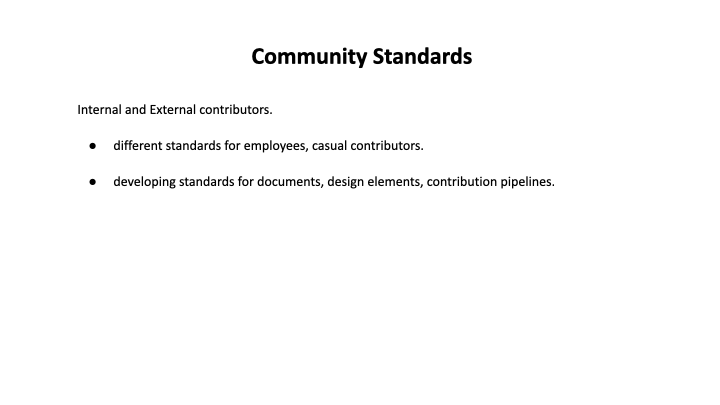 Community Standards
Internal and External contributors.
● different standards for employees, casual contributors.
● developing standards for documents, design elements, contribution pipelines.